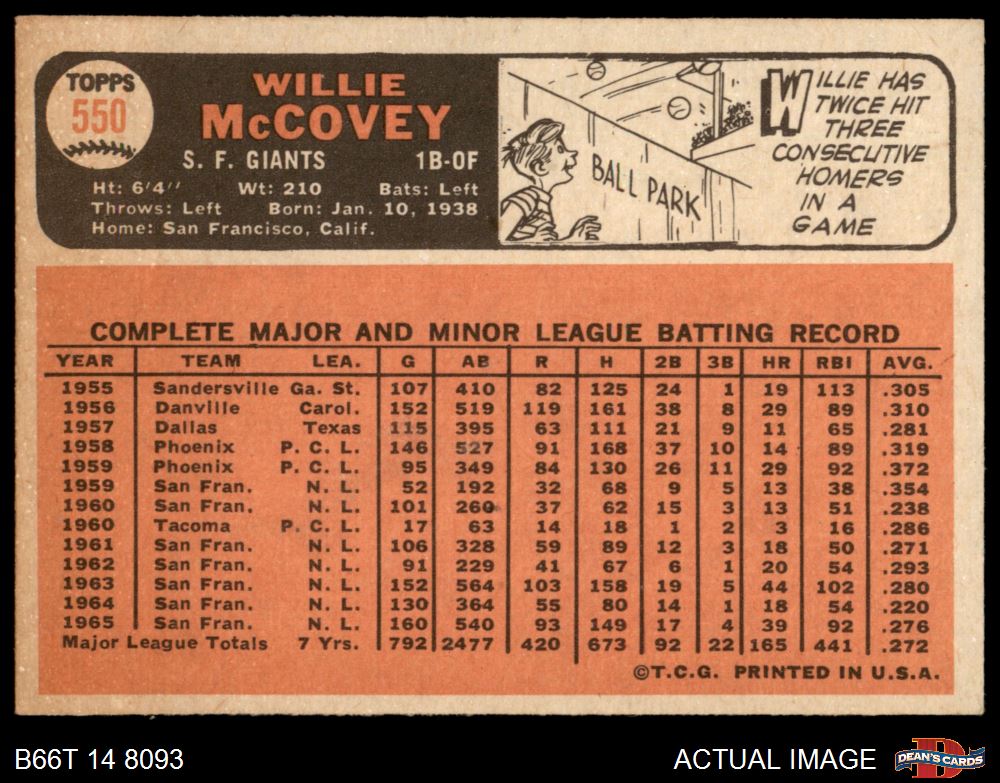 TOPPS
550
WILLIE
McCOVEY
S. F. GIANTS 1B-OF
Ht: 6'4" Wt: 210 Bats: Left
Throws: Left Born: Jan. 10, 1938
Home: San Francisco, Calif.
BALL PARK
WILLIE HAS
TWICE HIT
THREE
CONSECUTIVE
HOMERS
IN A
GAME
COMPLETE MAJOR AND MINOR LEAGUE BATTING RECORD
YEAR TEAM LEA. G AB R H 2B 3B HR RBI AVG.
1955 Sandersville Ga. St. 107 410 82 125 24 1 19 113 .305
1956 Danville Carol. 152 519 119 161 38 8 29 89 .310
1957 Dallas Texas 115 395 63 111 21 9 11 65 .281
1958 Phoenix P. C. L. 146 527 91 168 37 10 14 89 .319
1959 Phoenix P. C. L. 95 349 84 130 26 11 29 92 .372
1959 San Fran. N. L. 52 192 32 68 9 5 13 38 .354
1960 San Fran. N. L. 101 260 37 62 15 3 13 51 .238
1960 Tacoma P. C. L. 17 63 14 18 1 2 3 16 .286
1961 San Fran. N. L. 106 328 59 89 12 3 18 50 .271
1962 San Fran. N. L. 91 229 41 67 6 1 20 54 .293
1963 San Fran. N. L. 152 564 103 158 19 5 44 102 .280
1964 San Fran. N. L. 130 364 55 80 14 1 18 54 .220
1965 San Fran. N. L. 160 540 93 149 17 4 39 92 .276
Major League Totals 7 Yrs. 792 2477 420 673 92 22 165 441 .272
©T.C.G. PRINTED IN U.S.A.
B66T 14 8093
ACTUAL IMAGE
D
DEAN'S CARDS